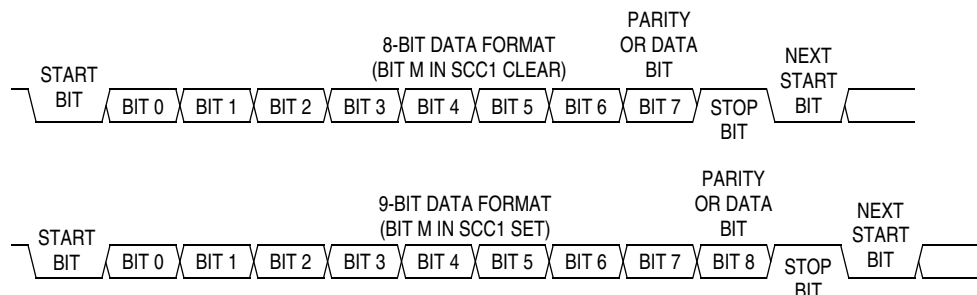 8-BIT DATA FORMAT
(BIT M IN SCC1 CLEAR)
PARITY
OR DATA
BIT
START
BIT
BIT 0 BIT 1 BIT 2 BIT 3 BIT 4 BIT 5 BIT 6 BIT 7
STOP
BIT
NEXT
START
BIT
9-BIT DATA FORMAT
(BIT M IN SCC1 SET)
PARITY
OR DATA
BIT
START
BIT
BIT 0 BIT 1 BIT 2 BIT 3 BIT 4 BIT 5 BIT 6 BIT 7 BIT 8
STOP
BIT
NEXT
START
BIT